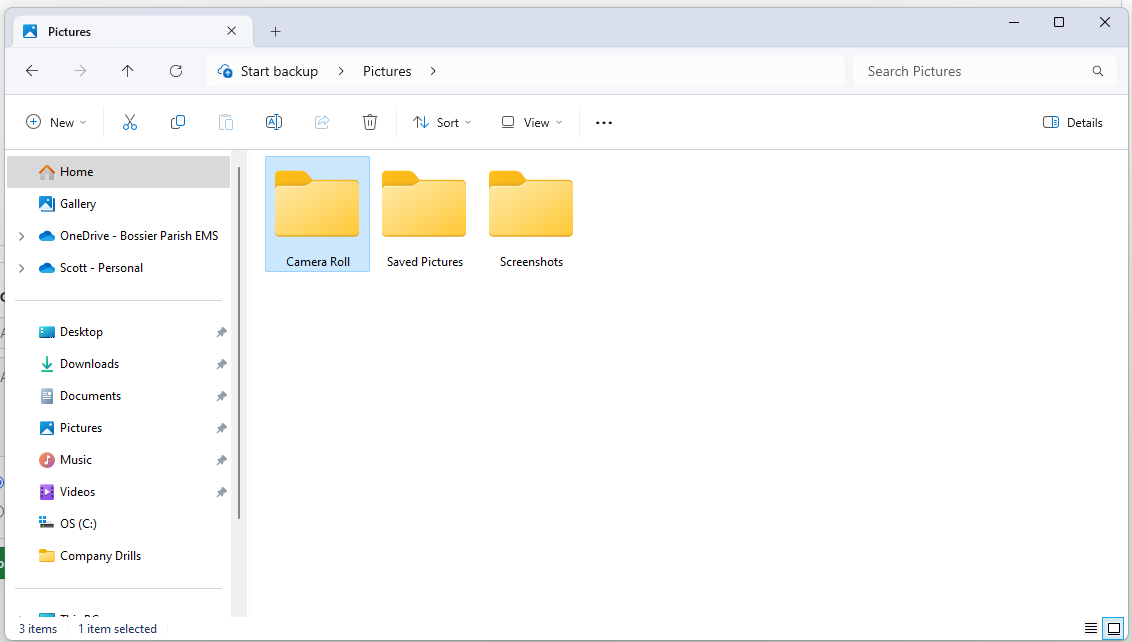 Pictures
Start backup > Pictures >
Search Pictures
New
Sort
View
Details
Home
Gallery
OneDrive - Bossier Parish EMS
Scott - Personal
Desktop
Downloads
Documents
Pictures
Music
Videos
OS (C:)
Company Drills
Camera Roll
Saved Pictures
Screenshots
3 items
1 item selected